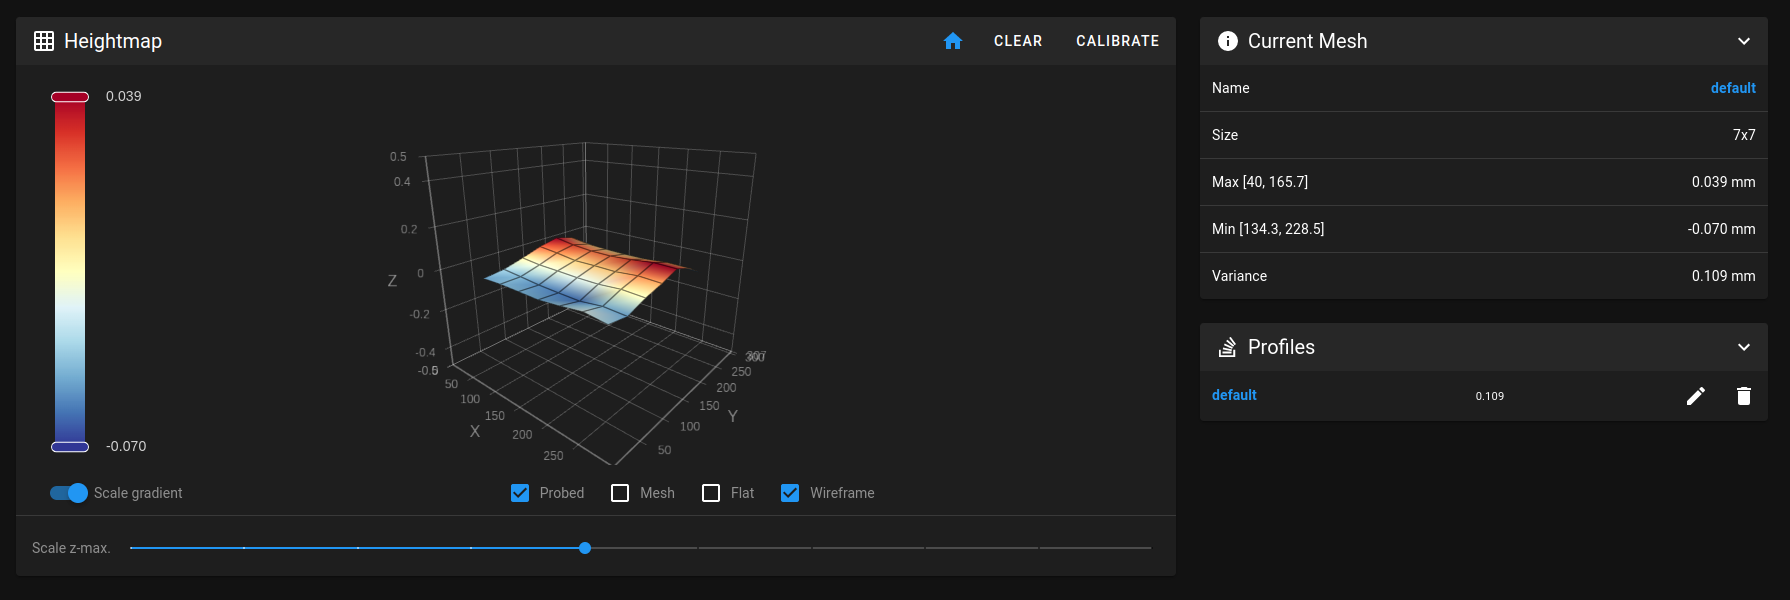 Heightmap
CLEAR
CALIBRATE
0.039
-0.070
0.5
0.4
0.2
0
-0.2
-0.4
Z
50
100
150
200
250
X
50
100
150
200
250
Y
Scale gradient
Probed
Mesh
Flat
Wireframe
Scale z-max.
Current Mesh
Name default
Size 7x7
Max [40, 165.7] 0.039 mm
Min [134.3, 228.5] -0.070 mm
Variance 0.109 mm
Profiles
default 0.109